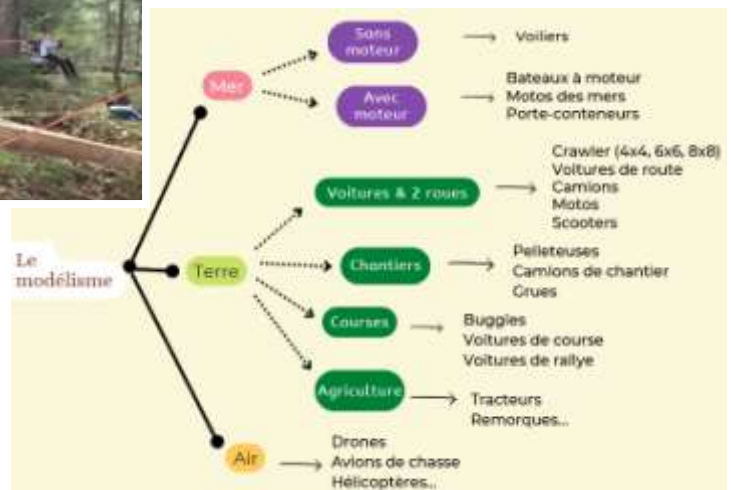 Le
modélisme
Mer
Sans
moteur
Voiliers
Avec
moteur
Bateaux à moteur
Motos des mers
Porte-conteneurs
Terre
Voitures & 2 roues
Crawler (4x4, 6x6, 8x8)
Voitures de route
Camions
Motos
Scooters
Chantiers
Pelleteuses
Camions de chantier
Grues
Courses
Buggies
Voitures de course
Voitures de rallye
Agriculture
Tracteurs
Remorques...
Air
Drones
Avions de chasse
Hélicoptères...